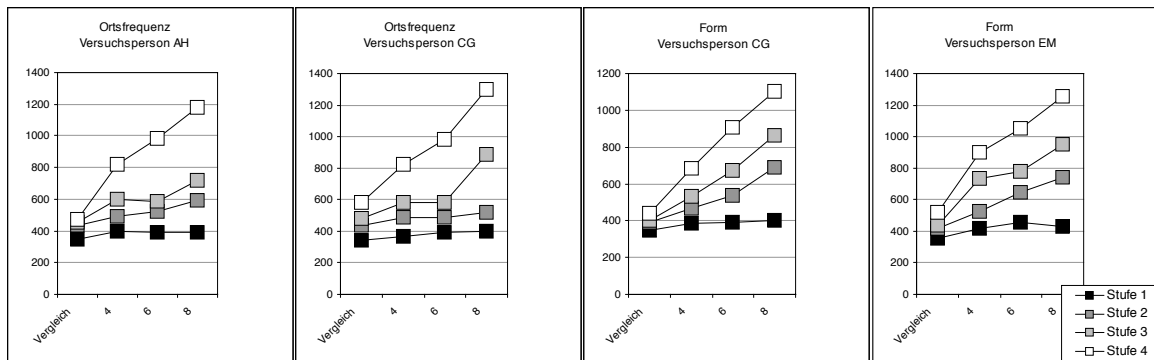 Ortsfrequenz
Versuchsperson AH
1400
1200
1000
800
600
400
200
0
Vergleich
4
6
8
Ortsfrequenz
Versuchsperson CG
1400
1200
1000
800
600
400
200
0
Vergleich
4
6
8
Form
Versuchsperson CG
1200
1000
800
600
400
200
0
Vergleich
4
6
8
Form
Versuchsperson EM
1400
1200
1000
800
600
400
200
0
Vergleich
4
6
8
Stufe 1
Stufe 2
Stufe 3
Stufe 4